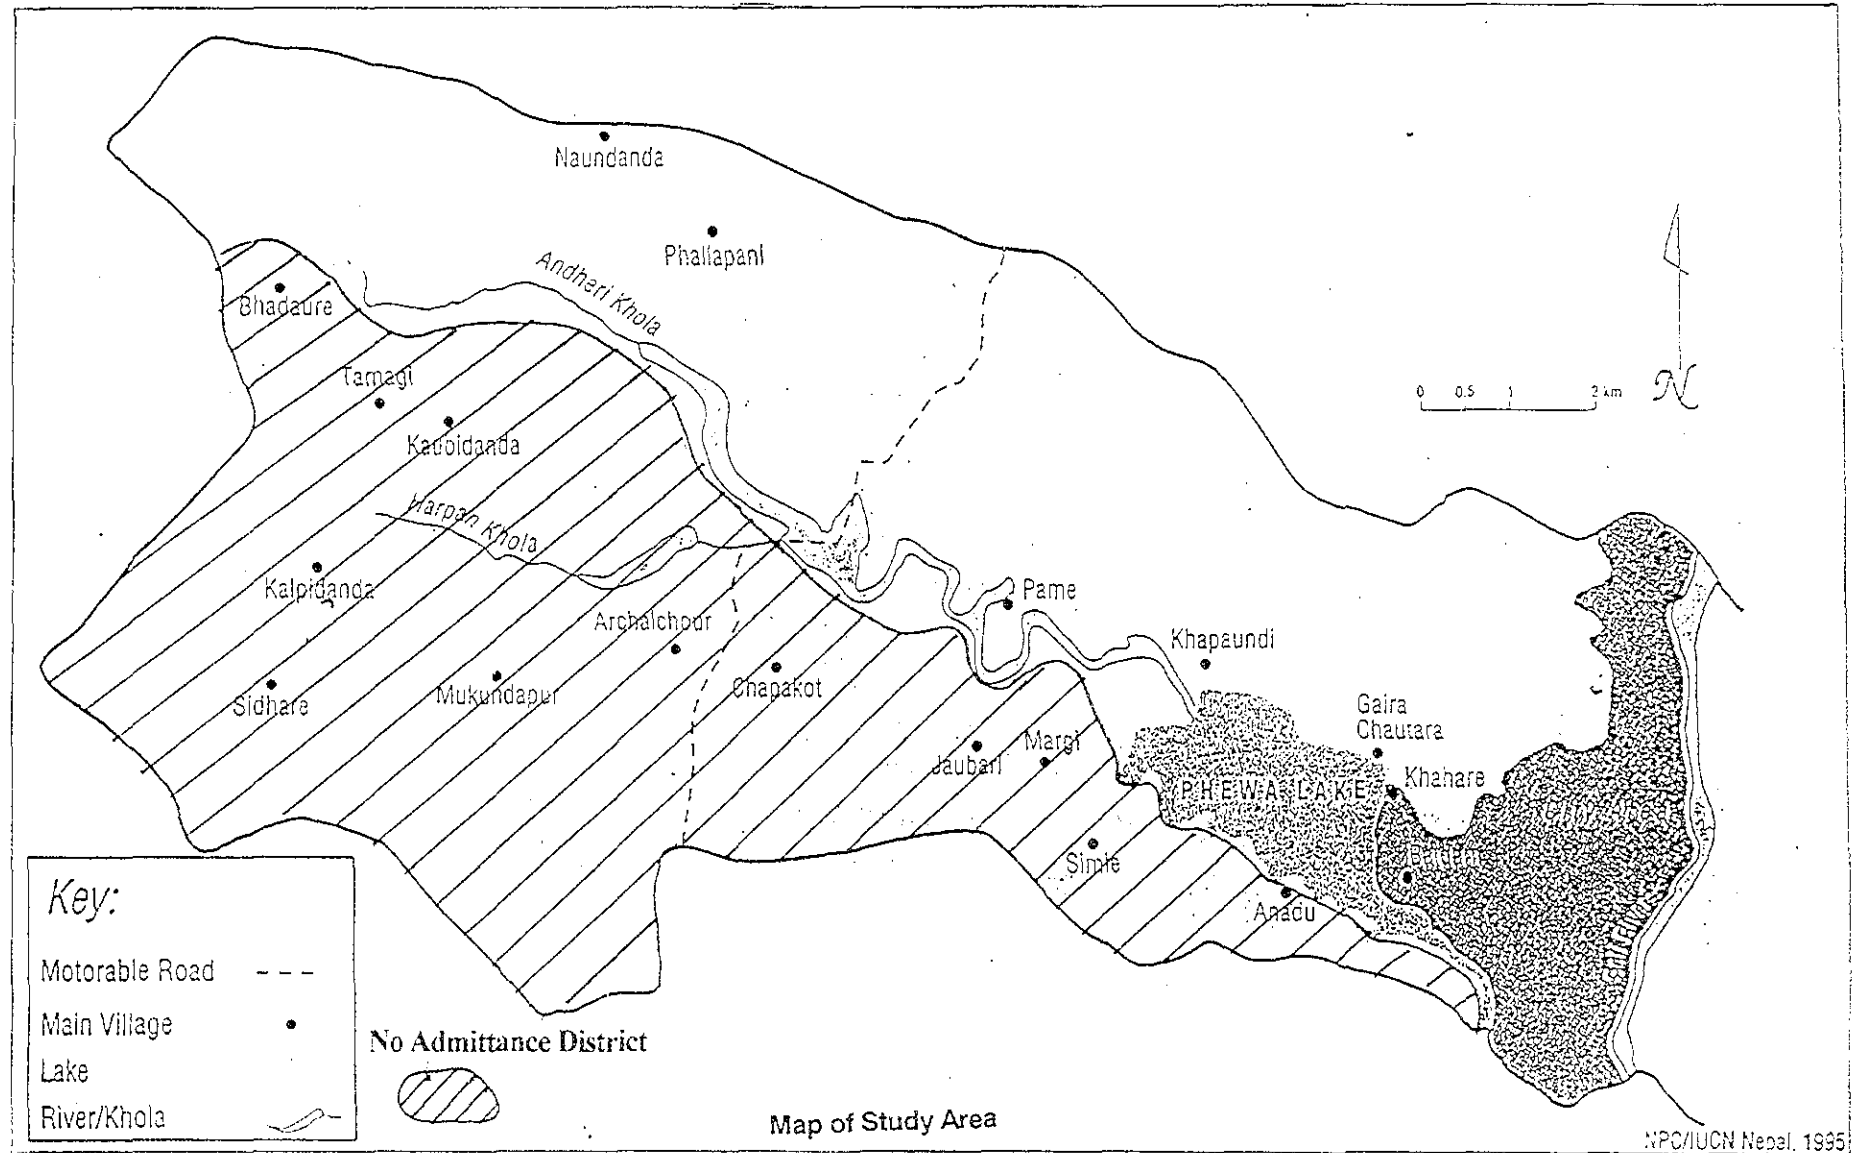 Naundanda
Phallapani
Andheri Khola
Bhadaure
Tamagi
Kaubidanda
Harpan Khola
Kalpidanda
Archalchour
Sidhare
Mukundapur
Chapakot
Pame
Khapaundi
Jaubari
Margi
Gaira
Chautara
Khahare
PHEWA LAKE
Simle
Anadu
0 0.5 1 2 km
N
Key:
Motorable Road
Main Village
Lake
River/Khola
No Admittance District
Map of Study Area
NPC/IUCN Nepal, 1995